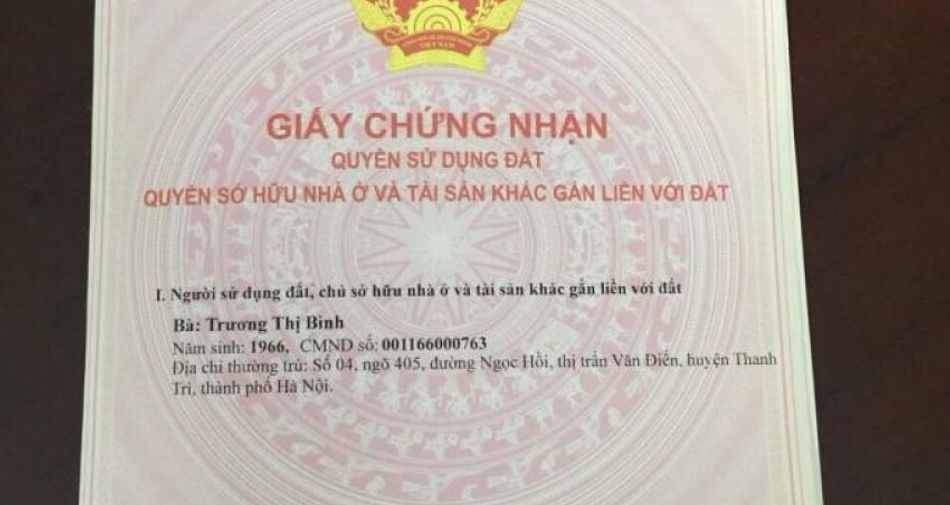 VIỆT NAM
GIẤY CHỨNG NHẬN
QUYỀN SỬ DỤNG ĐẤT
QUYỀN SỞ HỮU NHÀ Ở VÀ TÀI SẢN KHÁC GẮN LIỀN VỚI ĐẤT
I. Người sử dụng đất, chủ sở hữu nhà ở và tài sản khác gắn liền với đất
Bà: Trương Thị Bình
Năm sinh: 1966, CMND số: 001166000763
Địa chỉ thường trú: Số 04, ngõ 405, đường Ngọc Hồi, thị trấn Văn Điển, huyện Thanh
Trì, thành phố Hà Nội.